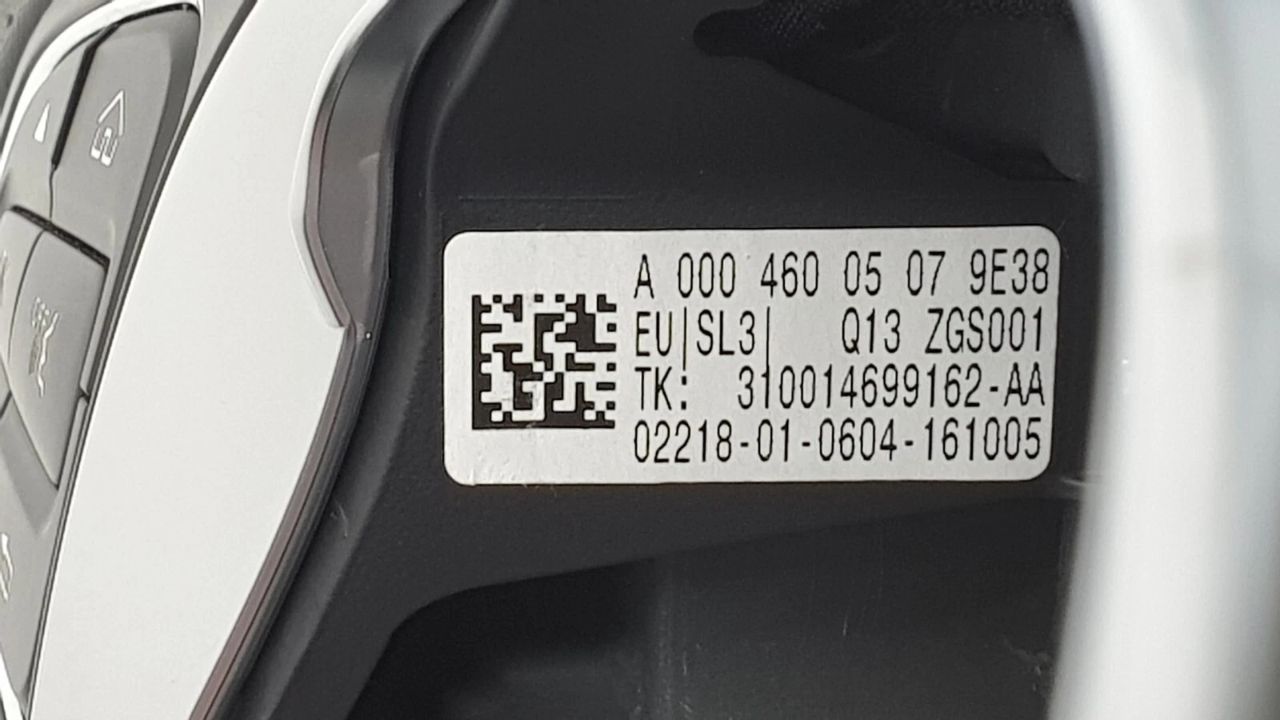 A 000 460 05 07 9E38
EU|SL3| Q13 ZGS001
TK: 310014699162-AA
02218-01-0604-161005